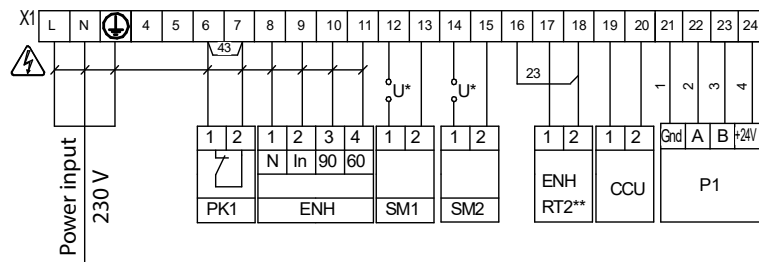 X1 L N 4 5 6 7 8 9 10 11 12 13 14 15 16 17 18 19 20 21 22 23 24
43
23
U* U*
1 2 3 4
Power input
230 V
1 2 1 2 3 4 1 2 1 2 1 2 1 2 Gnd A B +24V
N In 90 60
PK1 ENH SM1 SM2 ENH RT2** CCU P1